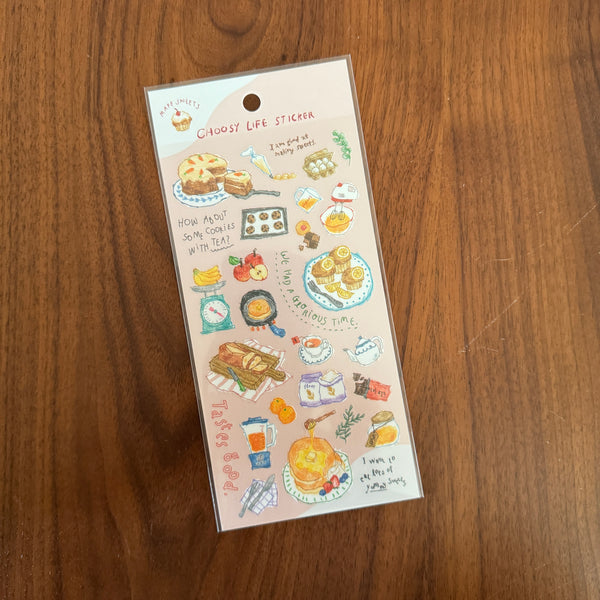 MAKE SWEETS
CHOOSY LIFE STICKER
I am good at
making sweets.
HOW ABOUT
SOME COOKIES
WITH TEA?
WE HAD A GLORIOUS TIME.
flour
Tastes Good.
I want to
eat lots of
yummy sweets